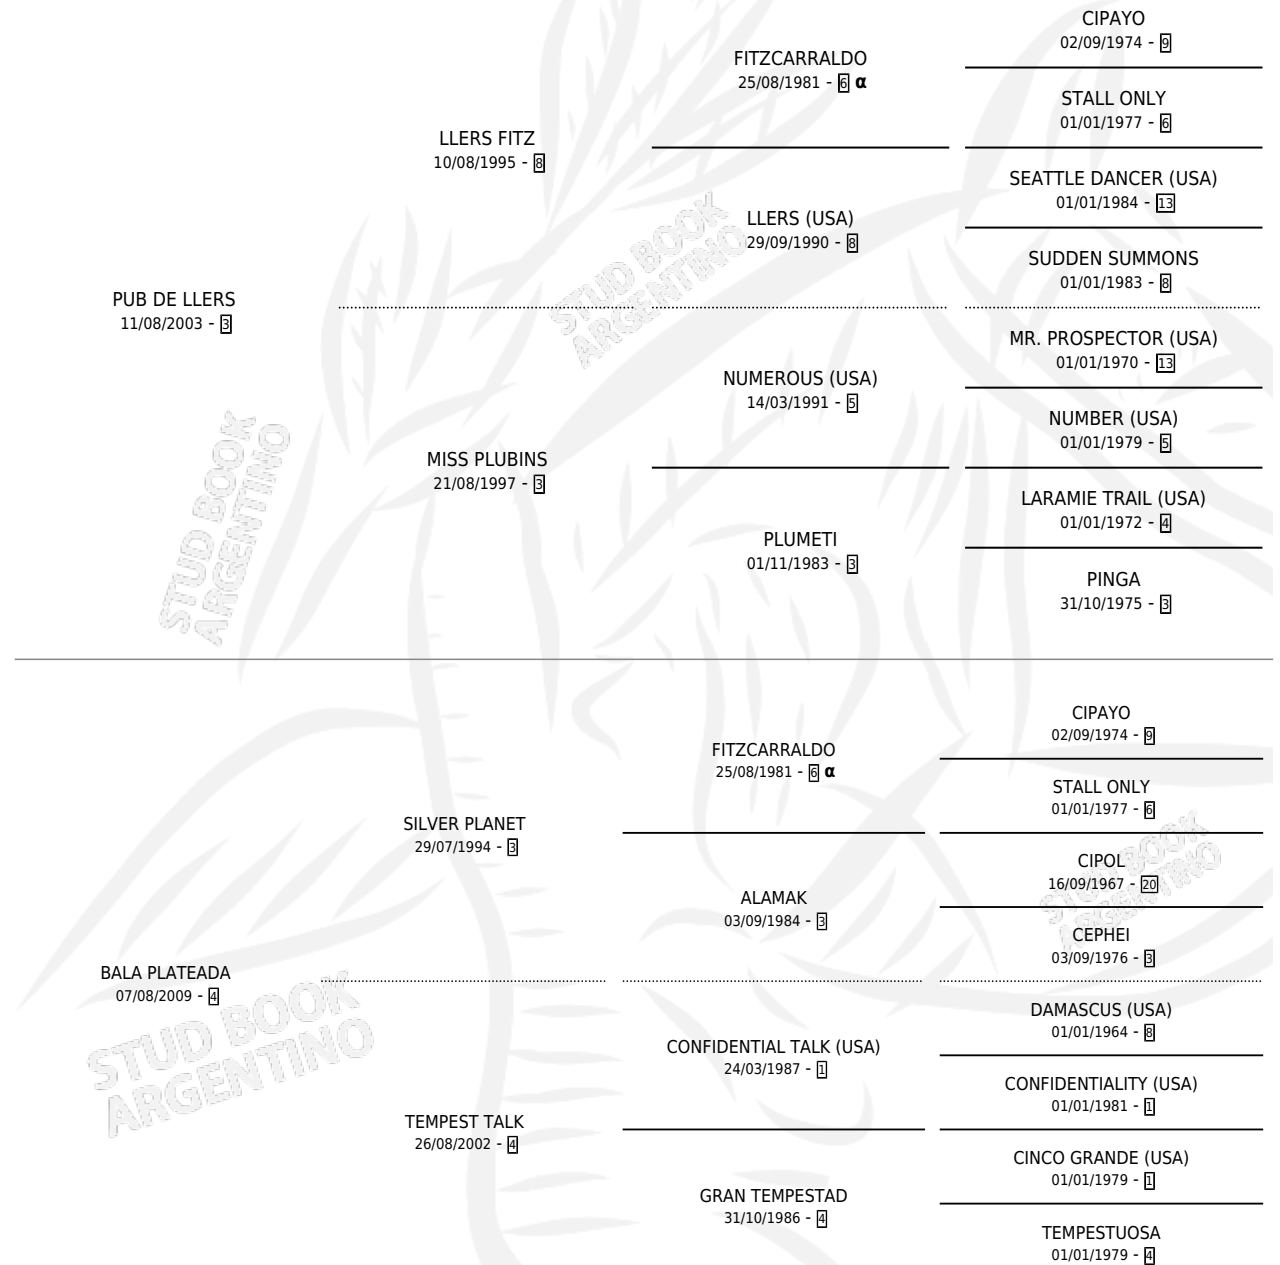 CIPAYO
02/09/1974 - 9
FITZCARRALDO
25/08/1981 - 6 α
STALL ONLY
01/01/1977 - 6
LLERS FITZ
10/08/1995 - 8
SEATTLE DANCER (USA)
01/01/1984 - 13
LLERS (USA)
29/09/1990 - 8
SUDDEN SUMMONS
01/01/1983 - 8
PUB DE LLERS
11/08/2003 - 3
MR. PROSPECTOR (USA)
01/01/1970 - 13
NUMEROUS (USA)
14/03/1991 - 5
NUMBER (USA)
01/01/1979 - 5
MISS PLUBINS
21/08/1997 - 3
LARAMIE TRAIL (USA)
01/01/1972 - 4
PLUMETI
01/11/1983 - 3
PINGA
31/10/1975 - 3
CIPAYO
02/09/1974 - 9
FITZCARRALDO
25/08/1981 - 6 α
STALL ONLY
01/01/1977 - 6
SILVER PLANET
29/07/1994 - 3
CIPOL
16/09/1967 - 20
ALAMAK
03/09/1984 - 3
CEPHEI
03/09/1976 - 3
BALA PLATEADA
07/08/2009 - 4
DAMASCUS (USA)
01/01/1964 - 8
CONFIDENTIAL TALK (USA)
24/03/1987 - 1
CONFIDENTIALITY (USA)
01/01/1981 - 1
TEMPEST TALK
26/08/2002 - 4
CINCO GRANDE (USA)
01/01/1979 - 1
GRAN TEMPESTAD
31/10/1986 - 4
TEMPESTUOSA
01/01/1979 - 4
STUD BOOK
ARGENTINO
STUD BOOK
ARGENTINO
STUD BOOK
ARGENTINO
STUD BOOK
ARGENTINO